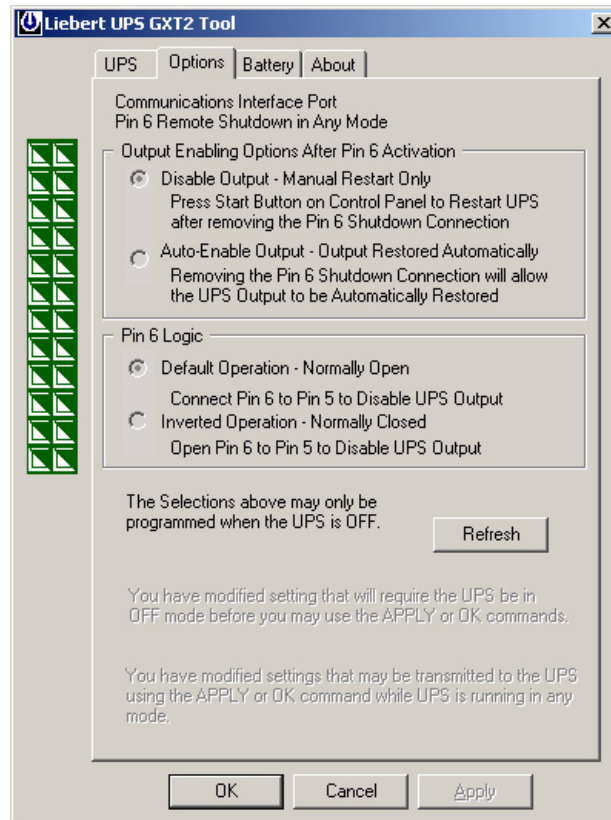 Liebert UPS GXT2 Tool
UPS Options Battery About
Communications Interface Port
Pin 6 Remote Shutdown in Any Mode
Output Enabling Options After Pin 6 Activation
Disable Output - Manual Restart Only
Press Start Button on Control Panel to Restart UPS
after removing the Pin 6 Shutdown Connection
Auto-Enable Output - Output Restored Automatically
Removing the Pin 6 Shutdown Connection will allow
the UPS Output to be Automatically Restored
Pin 6 Logic
Default Operation - Normally Open
Connect Pin 6 to Pin 5 to Disable UPS Output
Inverted Operation - Normally Closed
Open Pin 6 to Pin 5 to Disable UPS Output
The Selections above may only be
programmed when the UPS is OFF.
Refresh
You have modified setting that will require the UPS be in
OFF mode before you may use the APPLY or OK commands.
You have modified settings that may be transmitted to the UPS
using the APPLY or OK command while UPS is running in any
mode.
OK Cancel Apply